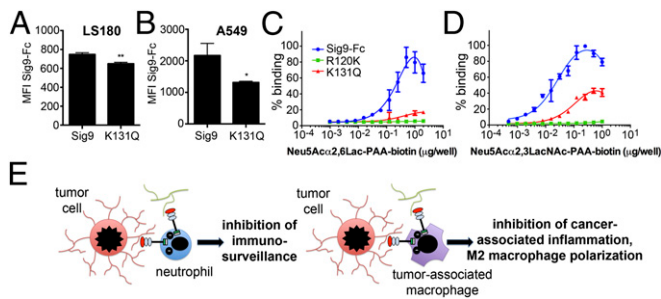 A
LS180
MFI Sig9-Fc
1000
800
600
400
200
0
**
Sig9 K131Q
B
A549
MFI Sig9-Fc
3000
2000
1000
0
*
Sig9 K131Q
C
% binding
100
80
60
40
20
0
Sig9-Fc
R120K
K131Q
10-4 10-3 10-2 10-1 100 101
Neu5Acα2,6Lac-PAA-biotin (µg/well)
D
% binding
100
80
60
40
20
0
10-4 10-3 10-2 10-1 100 101
Neu5Acα2,3LacNAc-PAA-biotin (µg/well)
E
tumor
cell
neutrophil
inhibition of
immuno-
surveillance
tumor
cell
tumor-associated
macrophage
inhibition of cancer-
associated inflammation,
M2 macrophage polarization